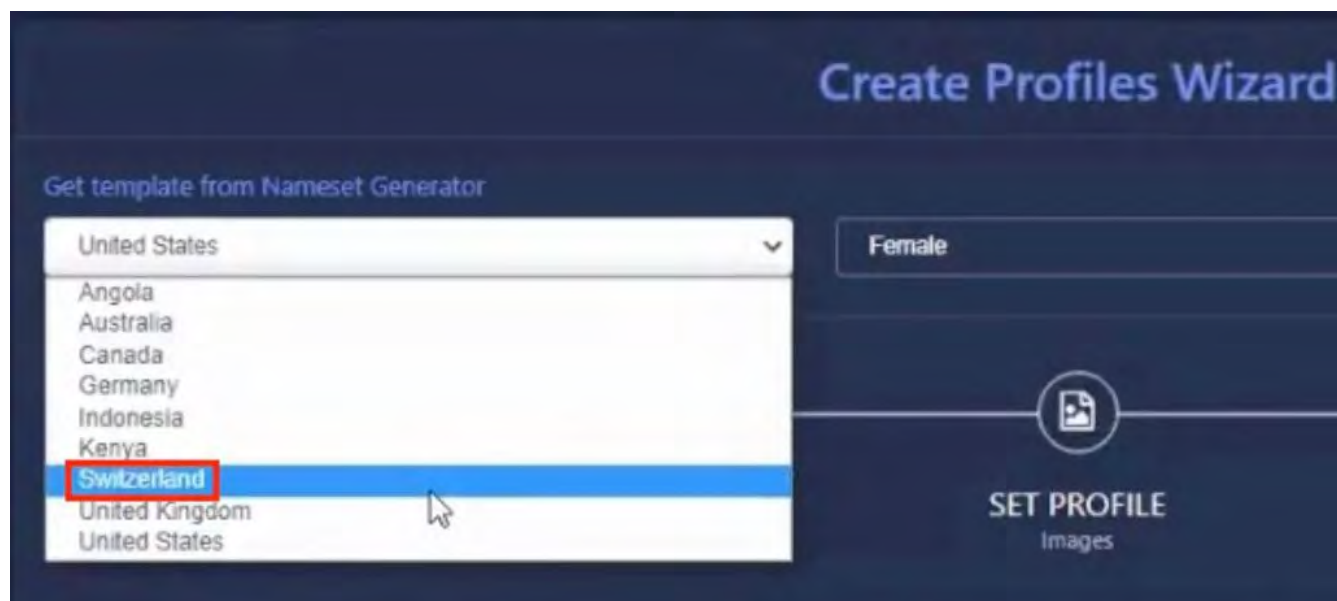 Create Profiles Wizard
Get template from Nameset Generator
United States
Female
Angola
Australia
Canada
Germany
Indonesia
Kenya
Switzerland
United Kingdom
United States
SET PROFILE
Images